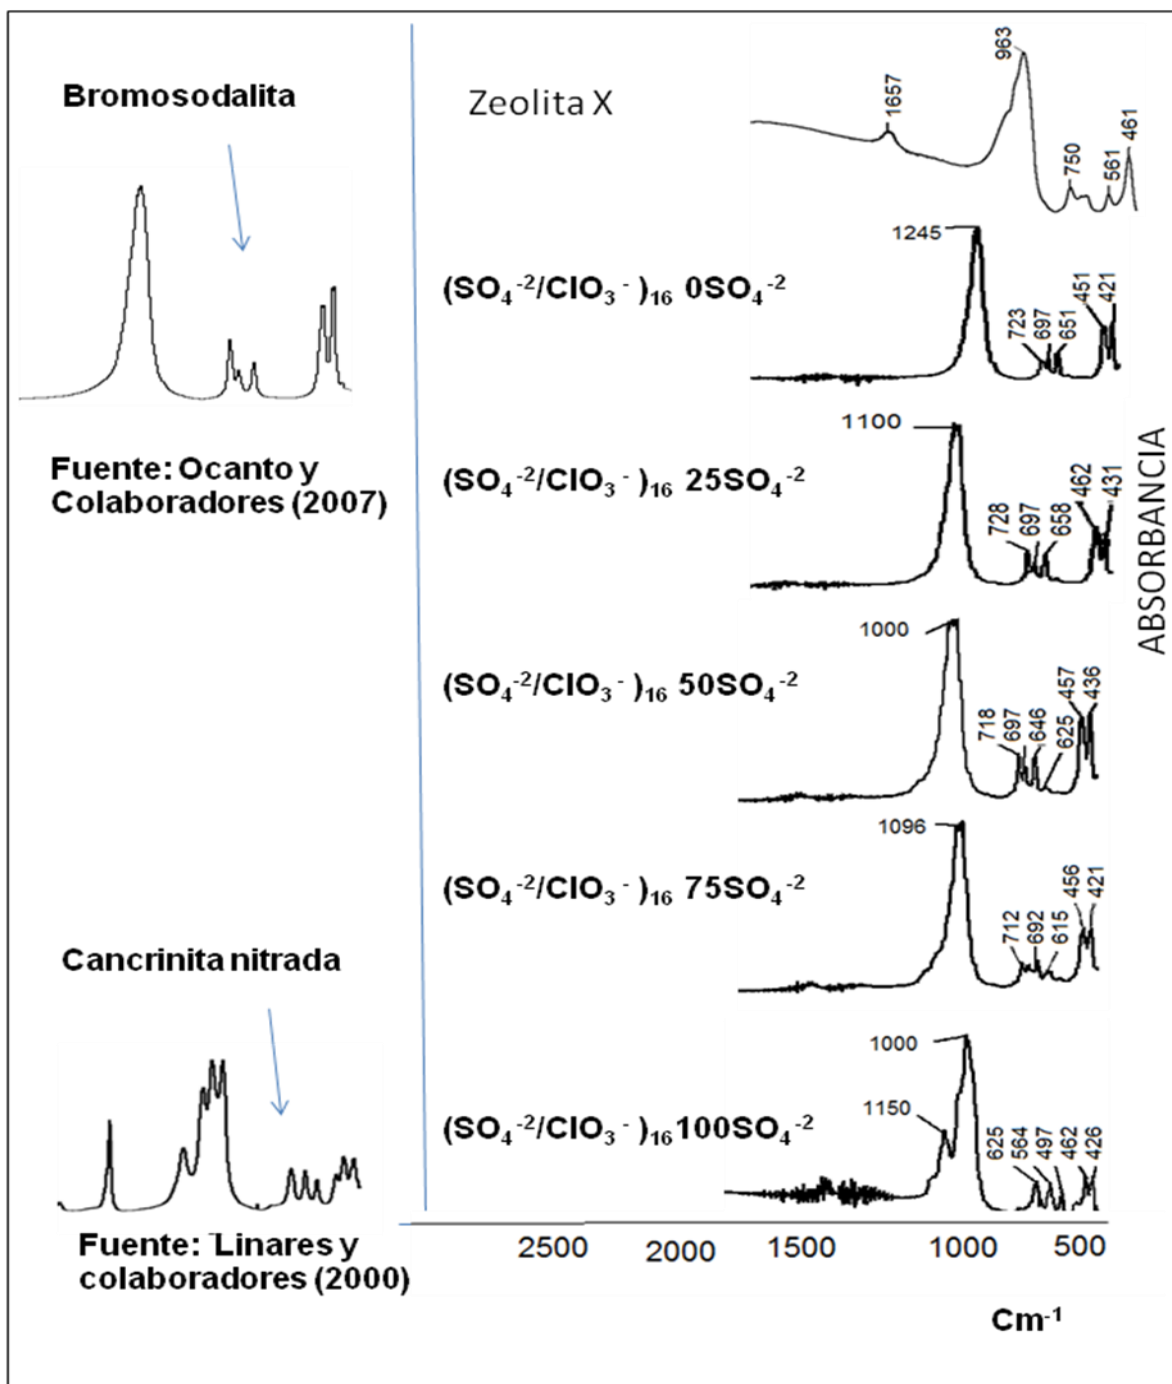 Bromosodalita
Fuente: Ocanto y
Colaboradores (2007)
Cancrinita nitrada
Fuente: Linares y
colaboradores (2000)
Zeolita X
1657
963
750
561
461
(SO₄⁻²/ClO₃⁻)₁₆ 0SO₄⁻²
1245
723
697
651
451
421
(SO₄⁻²/ClO₃⁻)₁₆ 25SO₄⁻²
1100
728
697
658
462
431
(SO₄⁻²/ClO₃⁻)₁₆ 50SO₄⁻²
1000
718
697
646
625
457
436
(SO₄⁻²/ClO₃⁻)₁₆ 75SO₄⁻²
1096
712
692
615
456
421
(SO₄⁻²/ClO₃⁻)₁₆100SO₄⁻²
1000
1150
625
564
497
462
426
ABSORBANCIA
2500 2000 1500 1000 500
Cm⁻¹